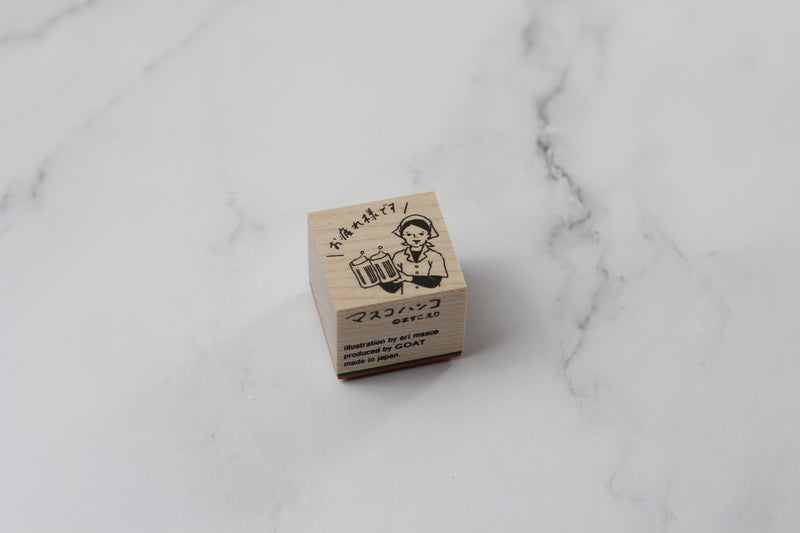 お疲れ様です
マスコハンコ
©ますこえり
illustration by eri masce
produced by GOAT
made in japan.